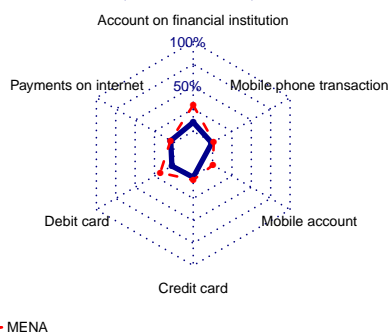 Account on financial institution
100%
Payments on internet
50%
Mobile phone transaction
Debit card
Mobile account
Credit card
MENA